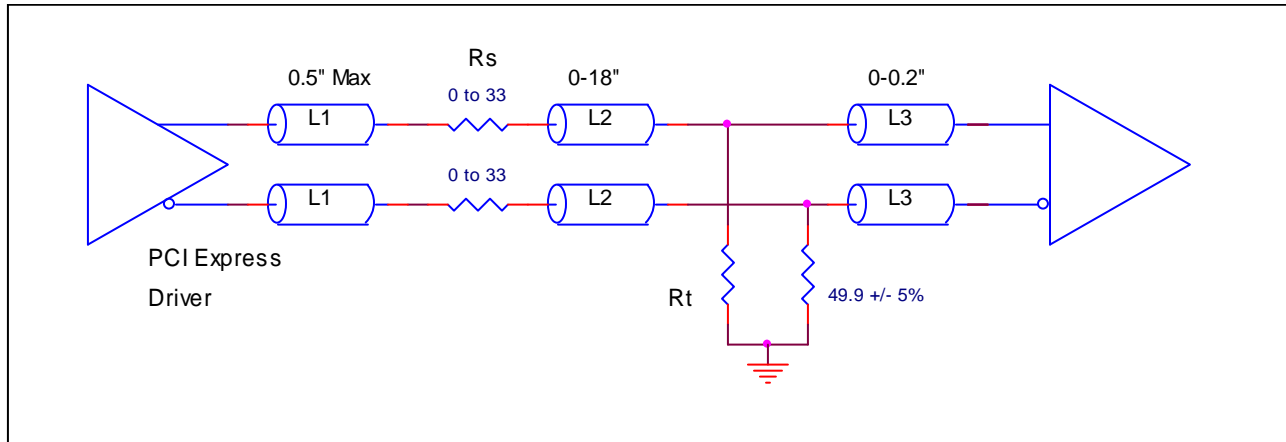 Rs
0.5" Max
0-18"
0-0.2"
0 to 33
L1
L2
L3
0 to 33
L1
L2
L3
PCI Express
Driver
Rt
49.9 +/- 5%